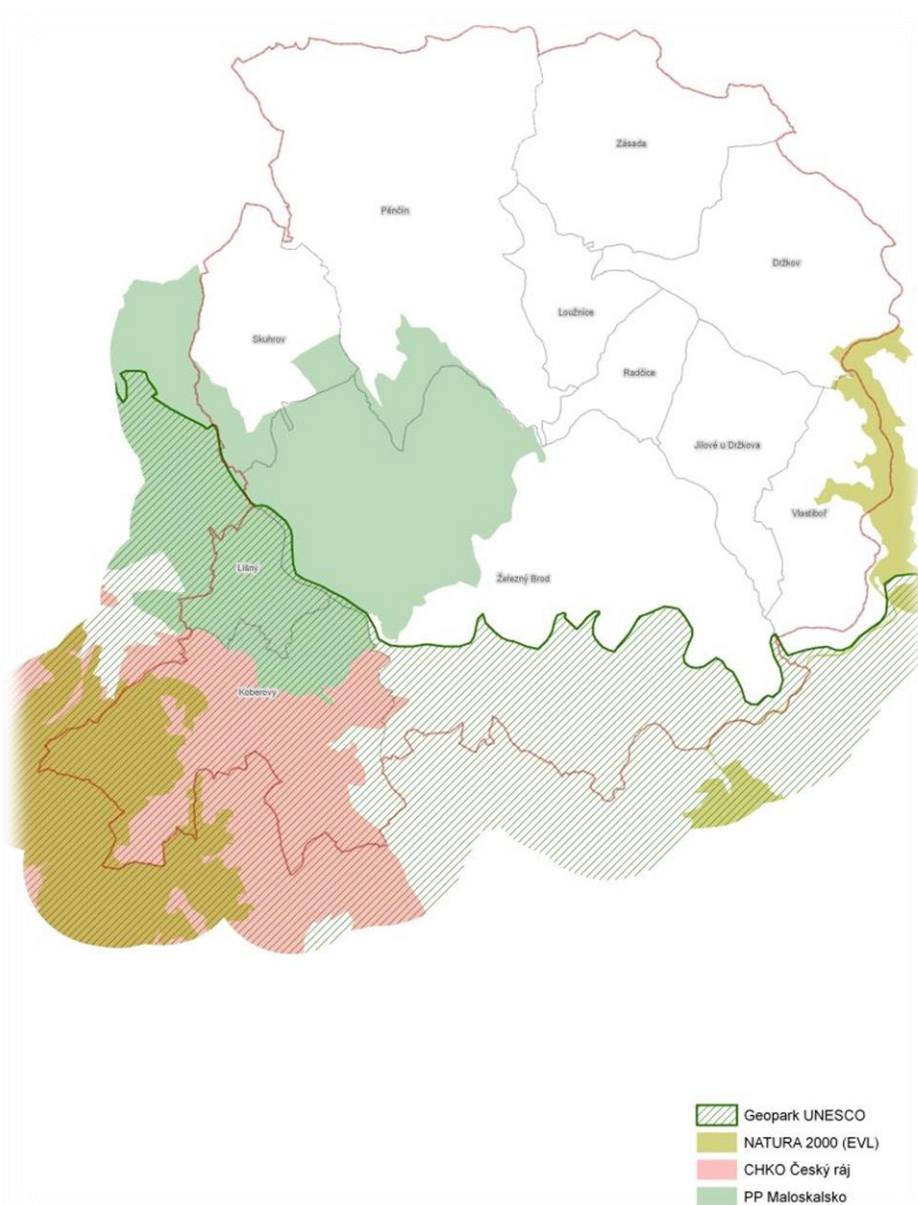 Zásada
Pěnčín
Držkov
Loužnice
Skuhrov
Radčice
Jílové u Držkova
Vlastiboř
Líšný
Železný Brod
Koberovy
Geopark UNESCO
NATURA 2000 (EVL)
CHKO Český ráj
PP Maloskalsko